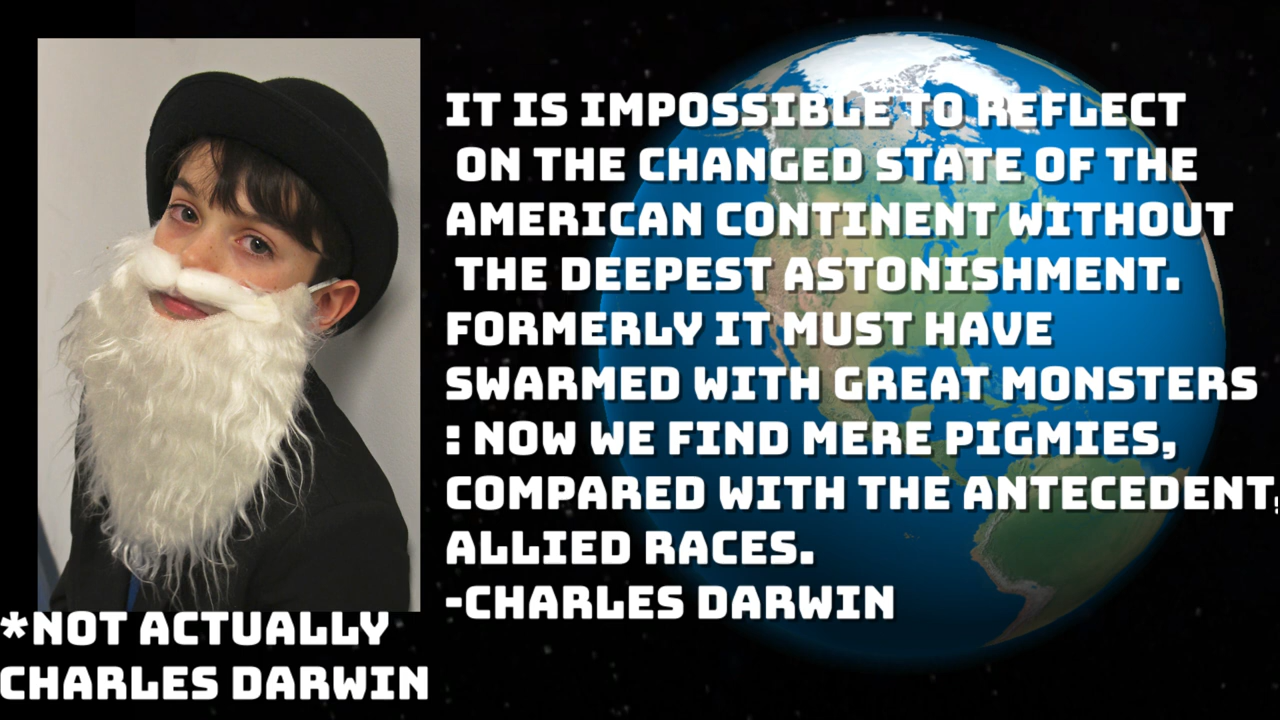 IT IS IMPOSSIBLE TO REFLECT
ON THE CHANGED STATE OF THE
AMERICAN CONTINENT WITHOUT
THE DEEPEST ASTONISHMENT.
FORMERLY IT MUST HAVE
SWARMED WITH GREAT MONSTERS
: NOW WE FIND MERE PIGMIES,
COMPARED WITH THE ANTECEDENT,
ALLIED RACES.
-CHARLES DARWIN
*NOT ACTUALLY
CHARLES DARWIN